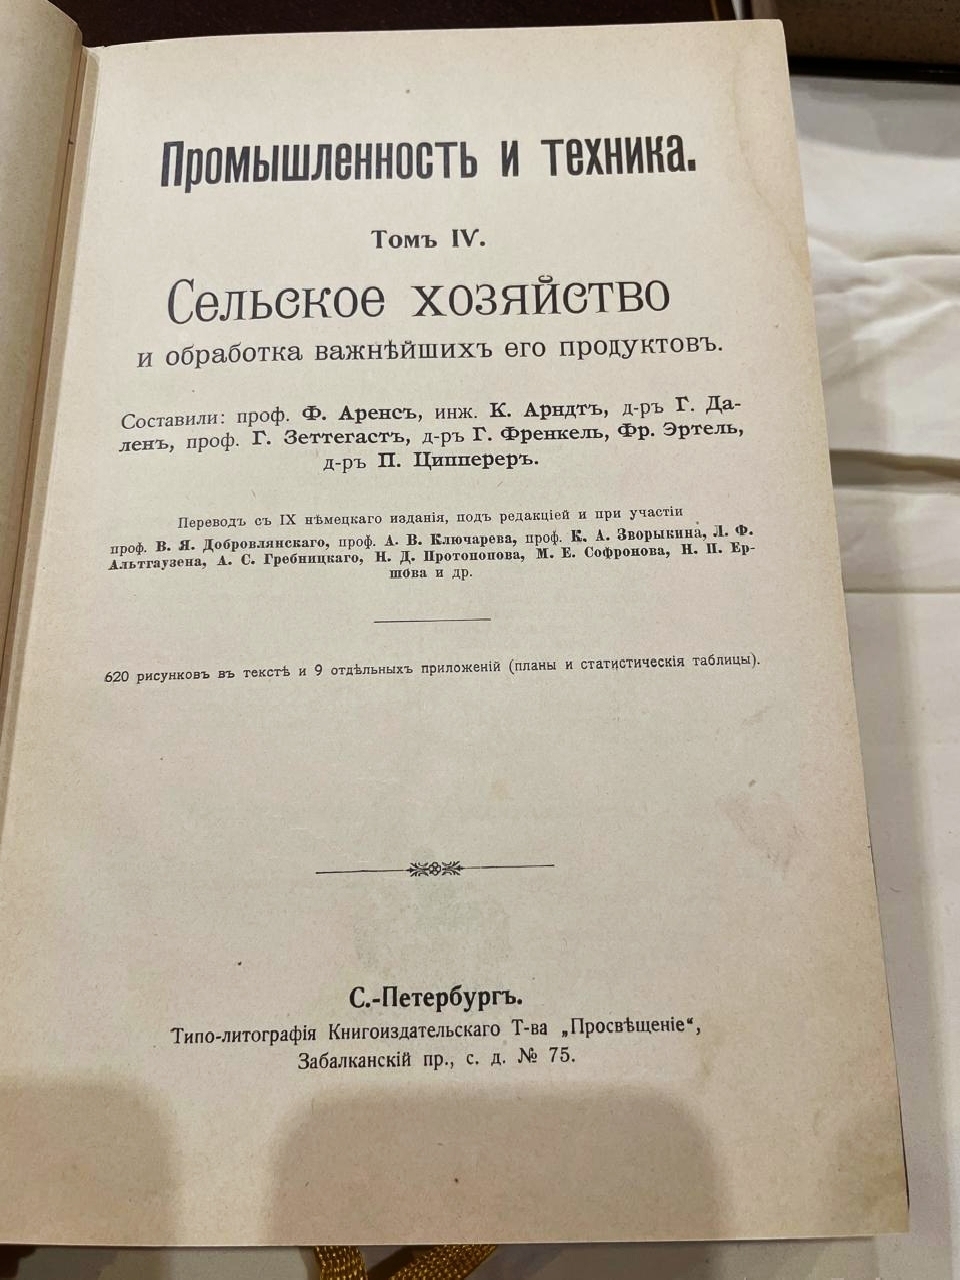 Промышленность и техника.
Томъ IV.
Сельское хозяйство
и обработка важнѣйшихъ его продуктовъ.
Составили: проф. Ф. Аренсъ, инж. К. Арндтъ, д-ръ Г. Да-
ленъ, проф. Г. Зеттегастъ, д-ръ Г. Френкель, Фр. Эртель,
д-ръ П. Ципперeръ.
Переводъ съ IX нѣмецкаго изданія, подъ редакціей и при участіи
проф. В. Я. Добровлянскаго, проф. А. В. Ключарева, проф. К. А. Зворыкина, Л. Ф.
Альтгаузена, А. С. Гребницкаго, Н. Д. Протопопова, М. Е. Софронова, Н. П. Ер-
шова и др.
620 рисунковъ въ текстѣ и 9 отдѣльныхъ приложеній (планы и статистическія таблицы).
С.-Петербургъ.
Типо-литографія Книгоиздательскаго Т-ва „Просвѣщеніе“,
Забалканскій пр., с. д. № 75.